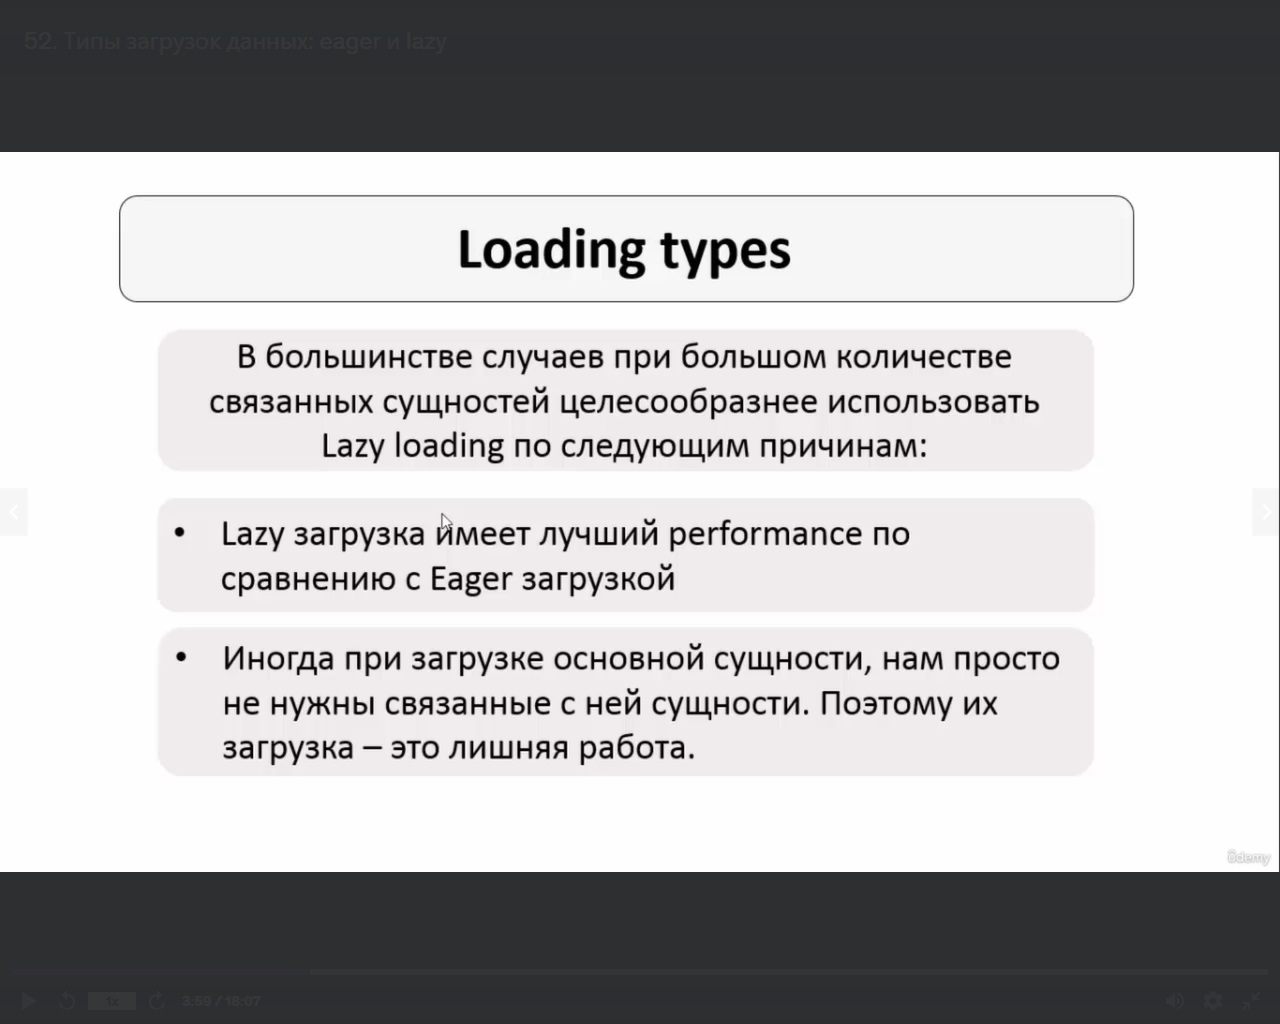 52. Типы загрузок данных: eager и lazy
Loading types
В большинстве случаев при большом количестве
связанных сущностей целесообразнее использовать
Lazy loading по следующим причинам:
• Lazy загрузка имеет лучший performance по
сравнению с Eager загрузкой
• Иногда при загрузке основной сущности, нам просто
не нужны связанные с ней сущности. Поэтому их
загрузка – это лишняя работа.
ûdemy
1x
3:59 / 18:07